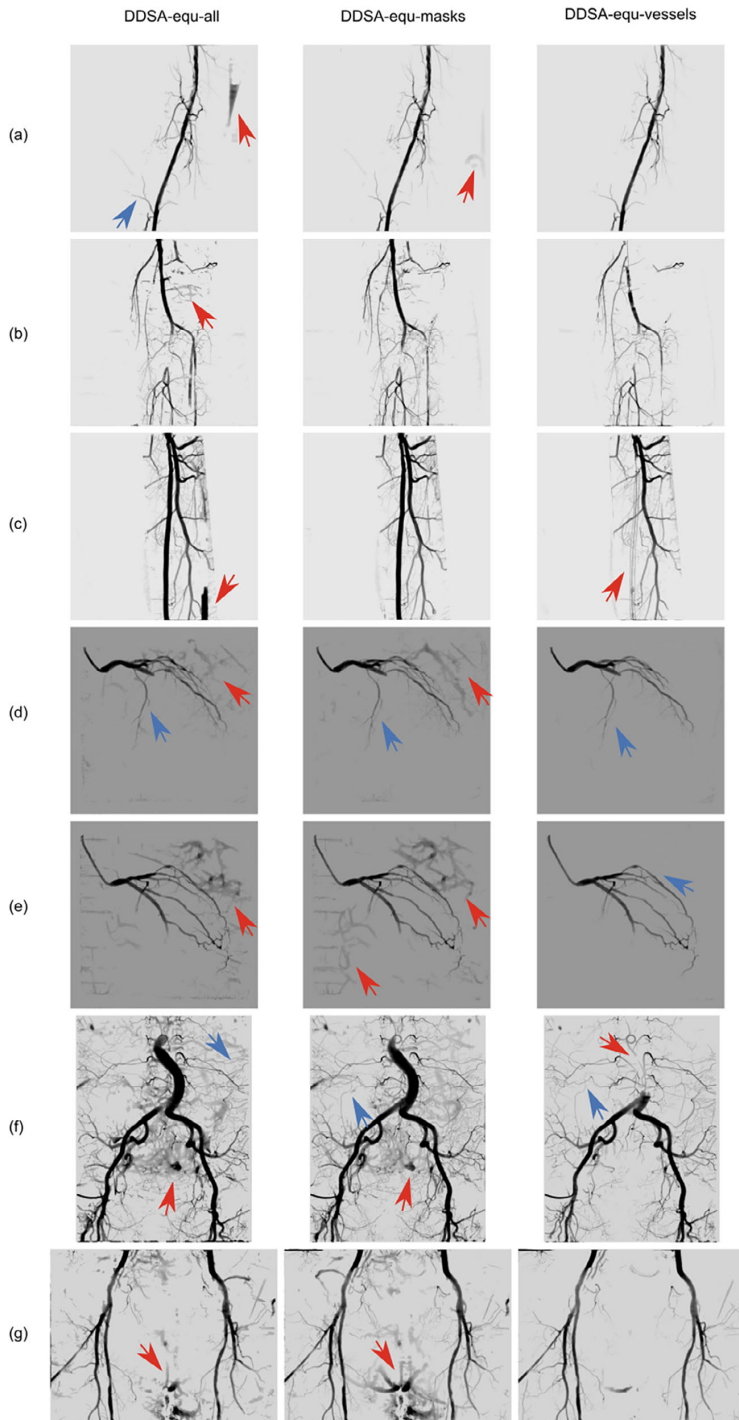 DDSA-equ-all DDSA-equ-masks DDSA-equ-vessels
(a)
(b)
(c)
(d)
(e)
(f)
(g)